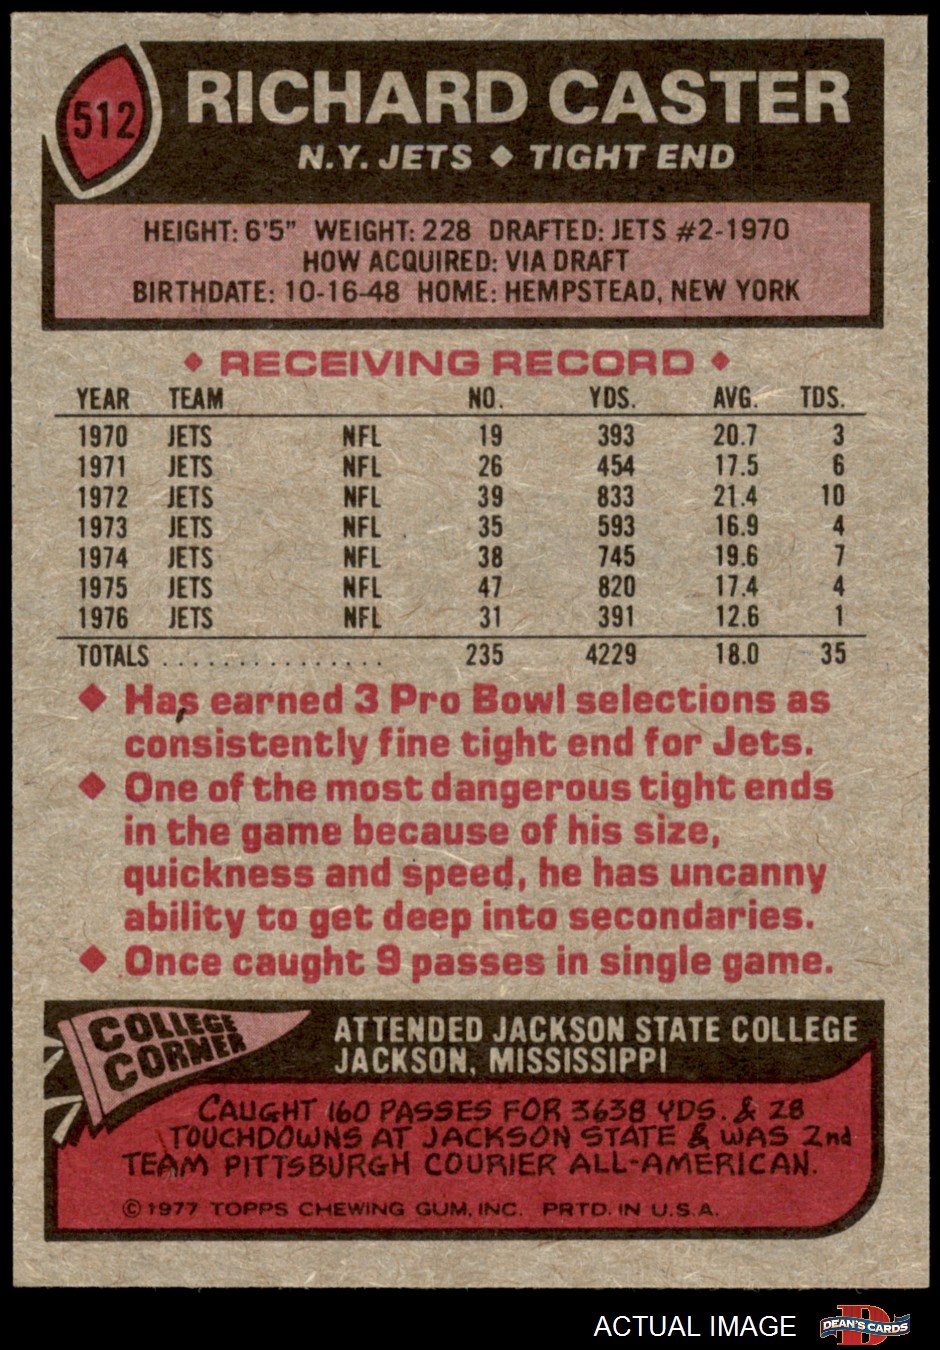 512
RICHARD CASTER
N.Y. JETS ◆ TIGHT END
HEIGHT: 6'5" WEIGHT: 228 DRAFTED: JETS #2-1970
HOW ACQUIRED: VIA DRAFT
BIRTHDATE: 10-16-48 HOME: HEMPSTEAD, NEW YORK
◆ RECEIVING RECORD ◆
YEAR TEAM NO. YDS. AVG. TDS.
1970 JETS NFL 19 393 20.7 3
1971 JETS NFL 26 454 17.5 6
1972 JETS NFL 39 833 21.4 10
1973 JETS NFL 35 593 16.9 4
1974 JETS NFL 38 745 19.6 7
1975 JETS NFL 47 820 17.4 4
1976 JETS NFL 31 391 12.6 1
TOTALS ................ 235 4229 18.0 35
◆ Has earned 3 Pro Bowl selections as
consistently fine tight end for Jets.
◆ One of the most dangerous tight ends
in the game because of his size,
quickness and speed, he has uncanny
ability to get deep into secondaries.
◆ Once caught 9 passes in single game.
COLLEGE
CORNER
ATTENDED JACKSON STATE COLLEGE
JACKSON, MISSISSIPPI
CAUGHT 160 PASSES FOR 3638 YDS. & 28
TOUCHDOWNS AT JACKSON STATE & WAS 2nd
TEAM PITTSBURGH COURIER ALL-AMERICAN.
© 1977 TOPPS CHEWING GUM, INC. PRTD. IN U.S.A.
ACTUAL IMAGE
D
DEAN'S CARDS